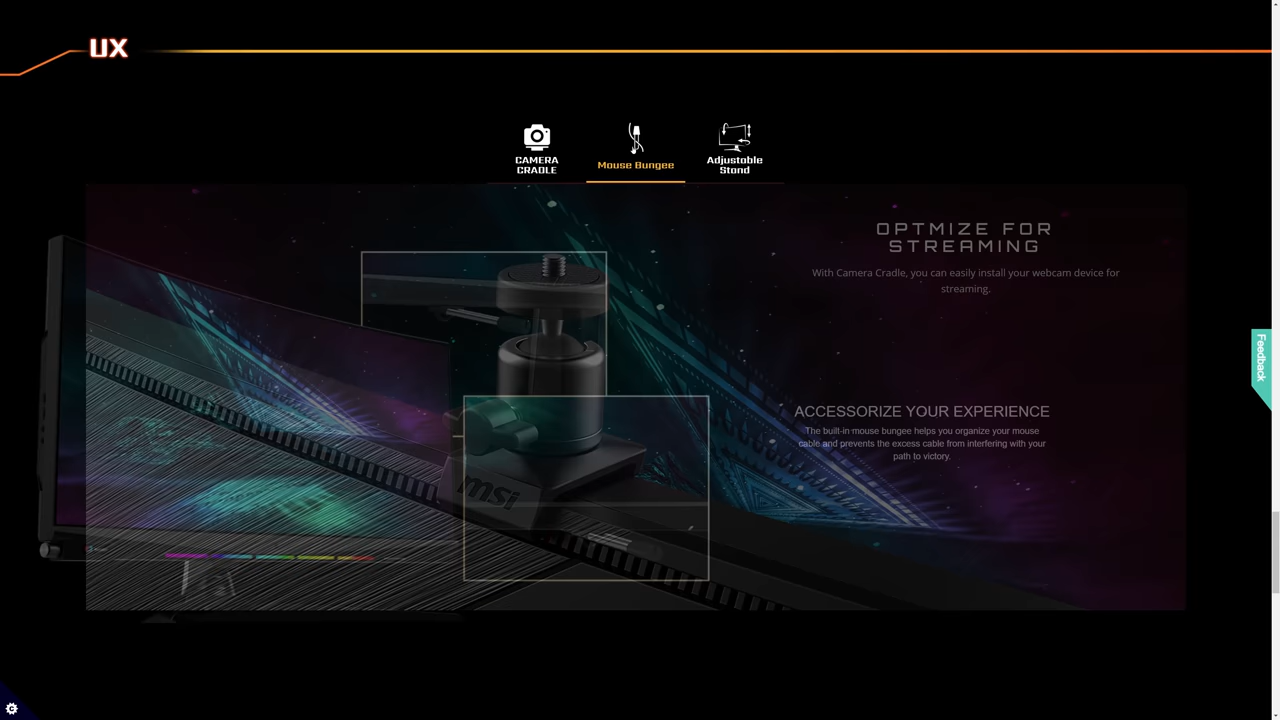 UX
CAMERA
CRADLE
Mouse Bungee
Adjustable
Stand
OPTMIZE FOR
STREAMING
With Camera Cradle, you can easily install your webcam device for
streaming.
Feedback
ACCESSORIZE YOUR EXPERIENCE
The built-in mouse bungee helps you organize your mouse
cable and prevents the excess cable from interfering with your
path to victory.
msi